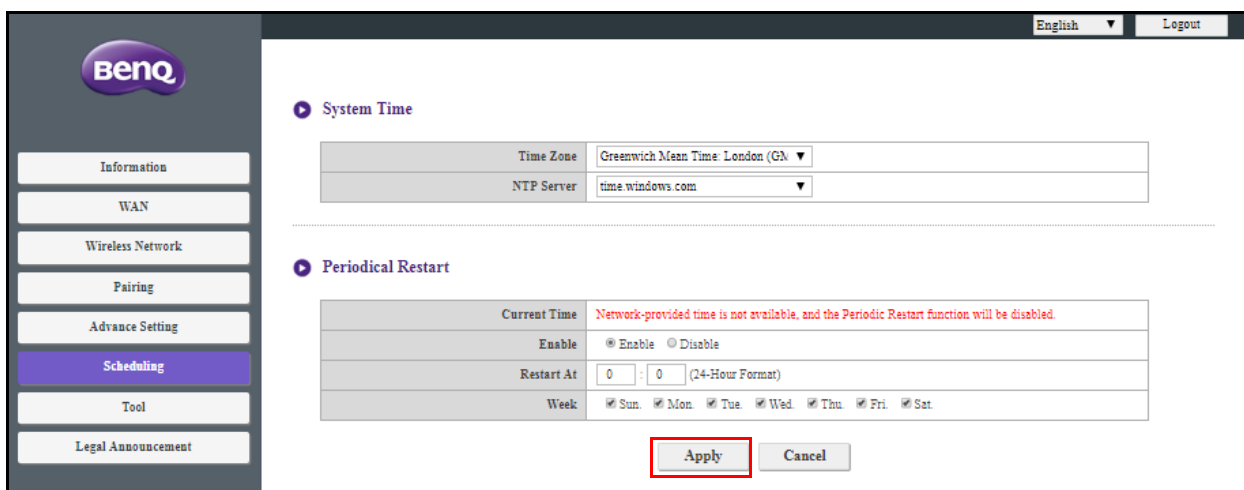 English ▼ Logout
BenQ
System Time
Time Zone Greenwich Mean Time: London (GM ▼
NTP Server time.windows.com ▼
Information
WAN
Wireless Network
Pairing
Advance Setting
Scheduling
Tool
Legal Announcement
Periodical Restart
Current Time Network-provided time is not available, and the Periodic Restart function will be disabled.
Enable Enable Disable
Restart At 0 : 0 (24-Hour Format)
Week Sun. Mon. Tue. Wed. Thu. Fri. Sat.
Apply Cancel